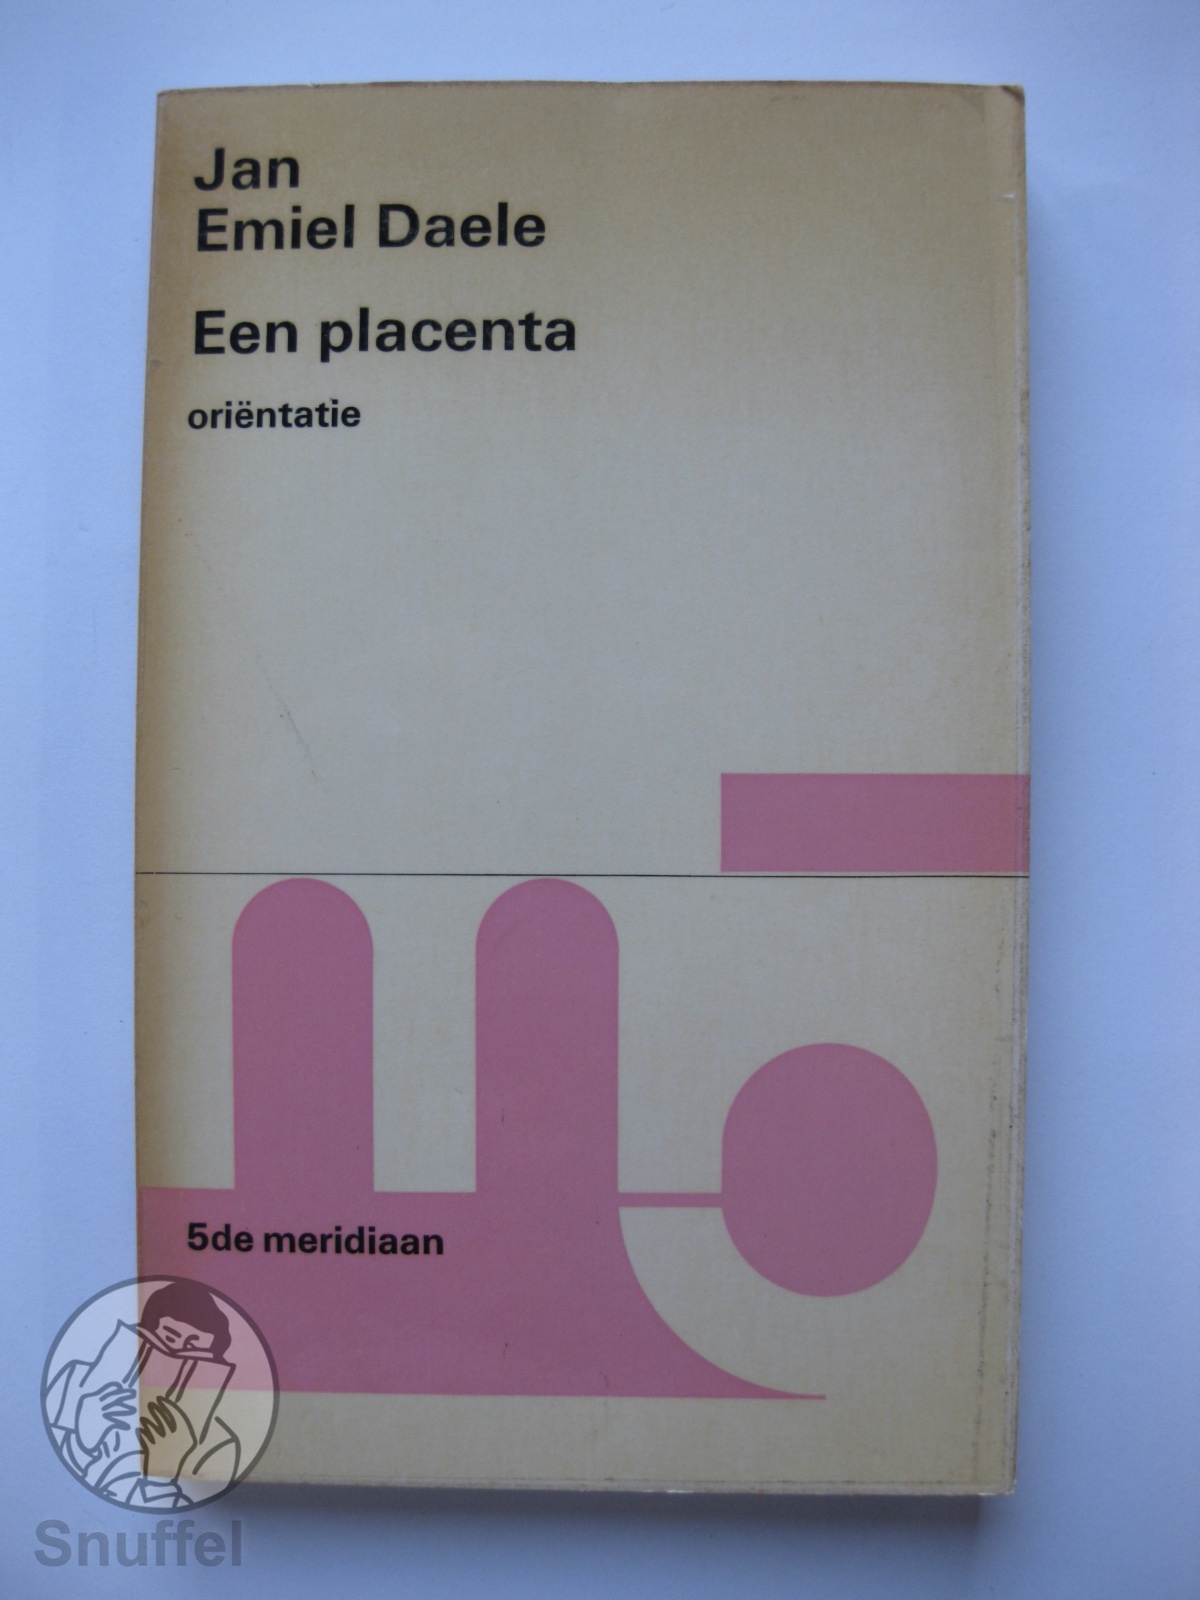 Jan
Emiel Daele
Een placenta
oriëntatie
5de meridiaan
Snuffel